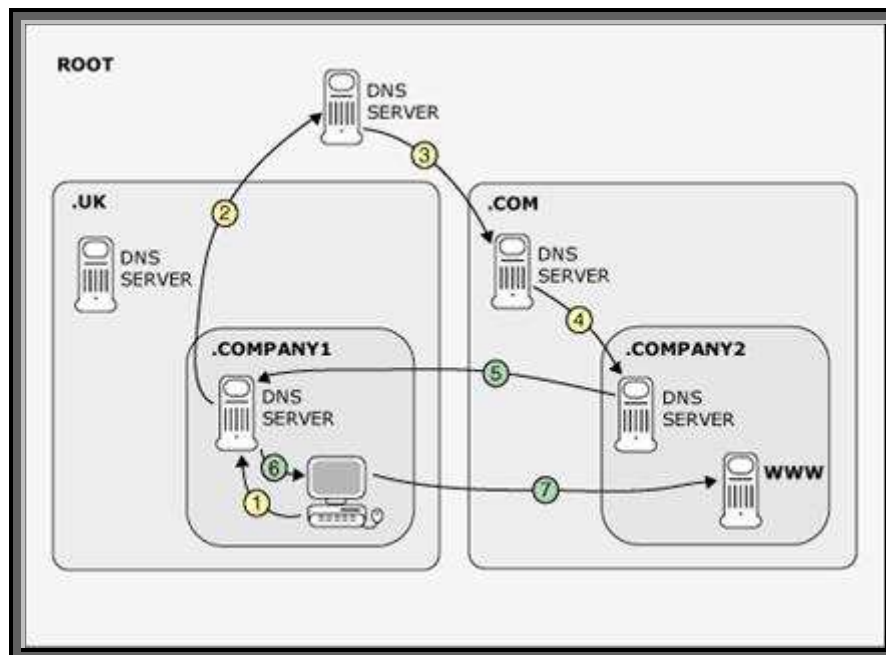 ROOT
DNS
SERVER
3
2
.UK
DNS
SERVER
.COM
DNS
SERVER
4
.COMPANY1
DNS
SERVER
5
.COMPANY2
DNS
SERVER
6
1
7
WWW